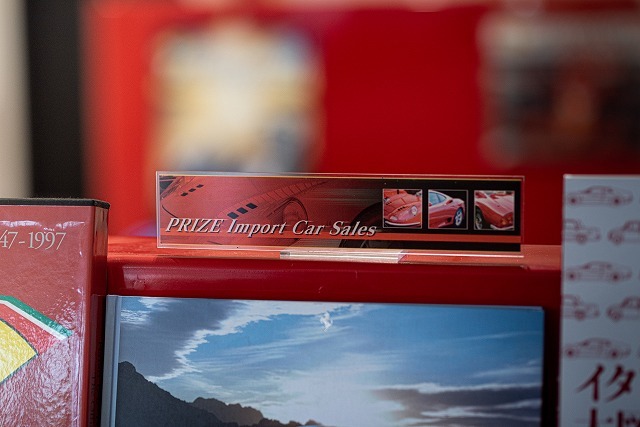 PRIZE Import Car Sales
47-1997
イタ